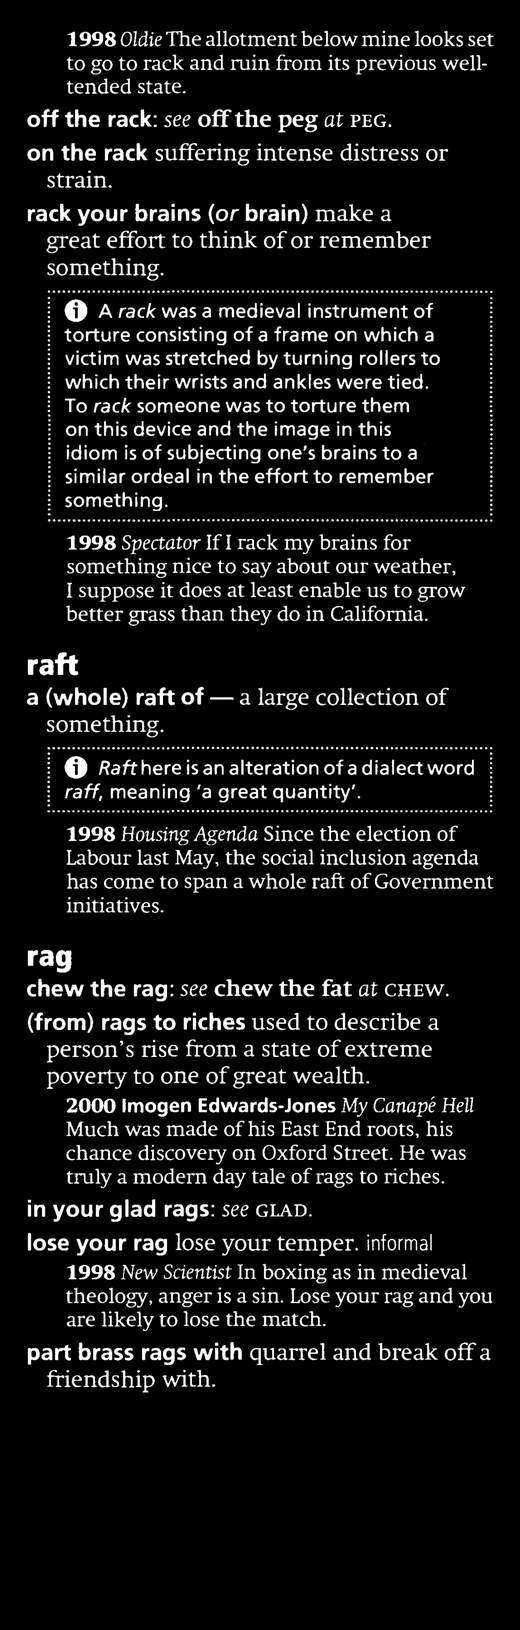 1998 Oldie The allotment below mine looks set
to go to rack and ruin from its previous well-
tended state.
off the rack: see off the peg at PEG.
on the rack suffering intense distress or
strain.
rack your brains (or brain) make a
great effort to think of or remember
something.
ⓘ A rack was a medieval instrument of
torture consisting of a frame on which a
victim was stretched by turning rollers to
which their wrists and ankles were tied.
To rack someone was to torture them
on this device and the image in this
idiom is of subjecting one's brains to a
similar ordeal in the effort to remember
something.
1998 Spectator If I rack my brains for
something nice to say about our weather,
I suppose it does at least enable us to grow
better grass than they do in California.
raft
a (whole) raft of — a large collection of
something.
ⓘ Raft here is an alteration of a dialect word
raff, meaning 'a great quantity'.
1998 Housing Agenda Since the election of
Labour last May, the social inclusion agenda
has come to span a whole raft of Government
initiatives.
rag
chew the rag: see chew the fat at CHEW.
(from) rags to riches used to describe a
person's rise from a state of extreme
poverty to one of great wealth.
2000 Imogen Edwards-Jones My Canapé Hell
Much was made of his East End roots, his
chance discovery on Oxford Street. He was
truly a modern day tale of rags to riches.
in your glad rags: see GLAD.
lose your rag lose your temper. informal
1998 New Scientist In boxing as in medieval
theology, anger is a sin. Lose your rag and you
are likely to lose the match.
part brass rags with quarrel and break off a
friendship with.